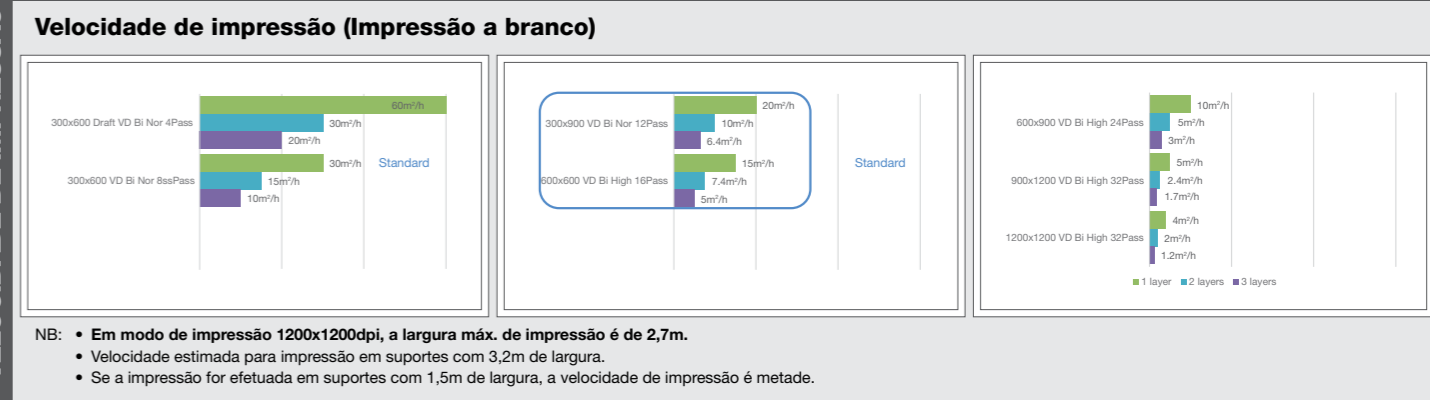 Velocidade de impressão (Impressão a branco)
60m²/h
300x600 Draft VD Bi Nor 4Pass
30m²/h
20m²/h
30m²/h
Standard
300x600 VD Bi Nor 8ssPass
15m²/h
10m²/h
20m²/h
300x900 VD Bi Nor 12Pass
10m²/h
6.4m²/h
15m²/h
Standard
600x600 VD Bi High 16Pass
7.4m²/h
5m²/h
10m²/h
600x900 VD Bi High 24Pass
5m²/h
3m²/h
5m²/h
900x1200 VD Bi High 32Pass
2.4m²/h
1.7m²/h
4m²/h
1200x1200 VD Bi High 32Pass
2m²/h
1.2m²/h
1 layer 2 layers 3 layers
NB: • Em modo de impressão 1200x1200dpi, a largura máx. de impressão é de 2,7m.
• Velocidade estimada para impressão em suportes com 3,2m de largura.
• Se a impressão for efetuada em suportes com 1,5m de largura, a velocidade de impressão é metade.